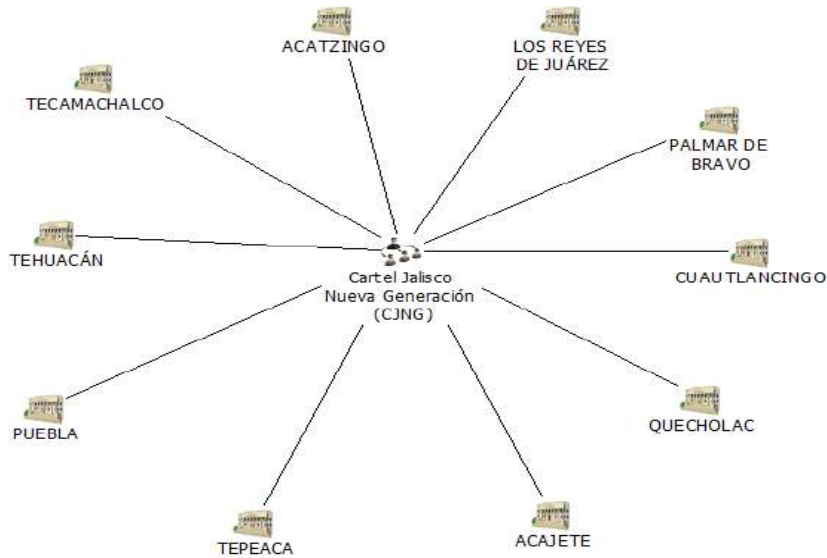 ACATZINGO
LOS REYES
DE JUÁREZ
TECAMACHALCO
PALMAR DE
BRAVO
TEHUACÁN
CUAUTLANCINGO
Cartel Jalisco
Nueva Generación
(CJNG)
PUEBLA
QUECHOLAC
TEPEACA
ACAJETE